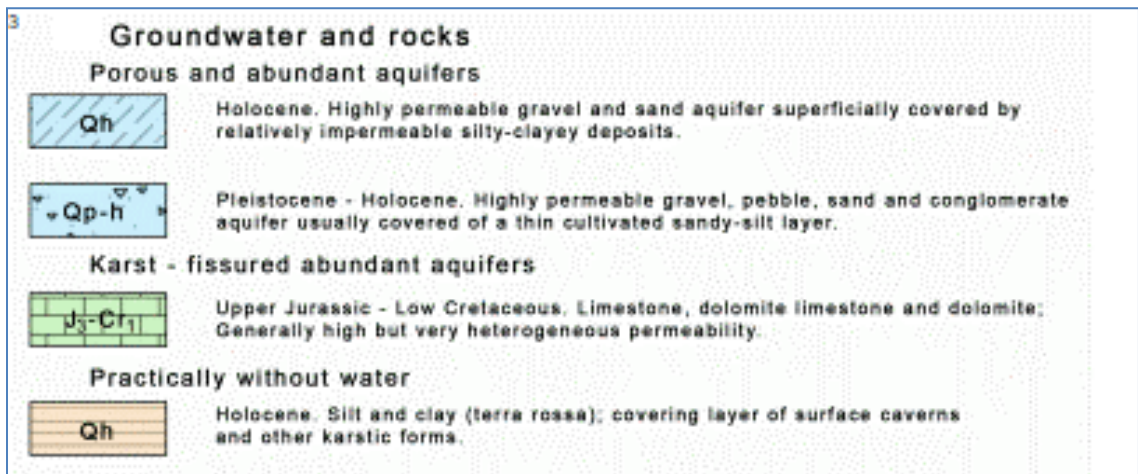 3
Groundwater and rocks
Porous and abundant aquifers
Qh
Holocene. Highly permeable gravel and sand aquifer superficially covered by
relatively impermeable silty-clayey deposits.
Qp-h
Pleistocene - Holocene. Highly permeable gravel, pebble, sand and conglomerate
aquifer usually covered of a thin cultivated sandy-silt layer.
Karst - fissured abundant aquifers
J₃-Cr₁
Upper Jurassic - Low Cretaceous. Limestone, dolomite limestone and dolomite;
Generally high but very heterogeneous permeability.
Practically without water
Qh
Holocene. Silt and clay (terra rossa); covering layer of surface caverns
and other karstic forms.